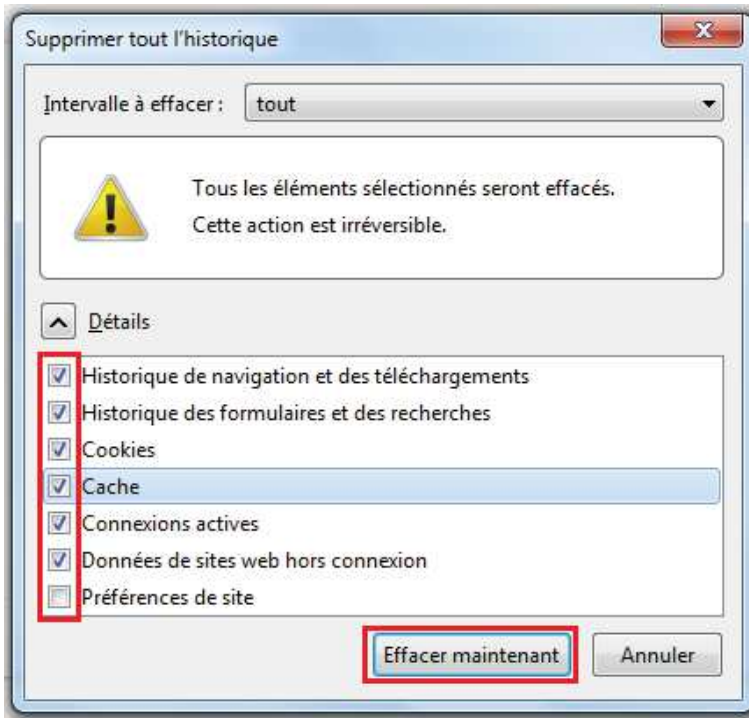 Supprimer tout l'historique
Intervalle à effacer : tout
Tous les éléments sélectionnés seront effacés.
Cette action est irréversible.
Détails
Historique de navigation et des téléchargements
Historique des formulaires et des recherches
Cookies
Cache
Connexions actives
Données de sites web hors connexion
Préférences de site
Effacer maintenant Annuler